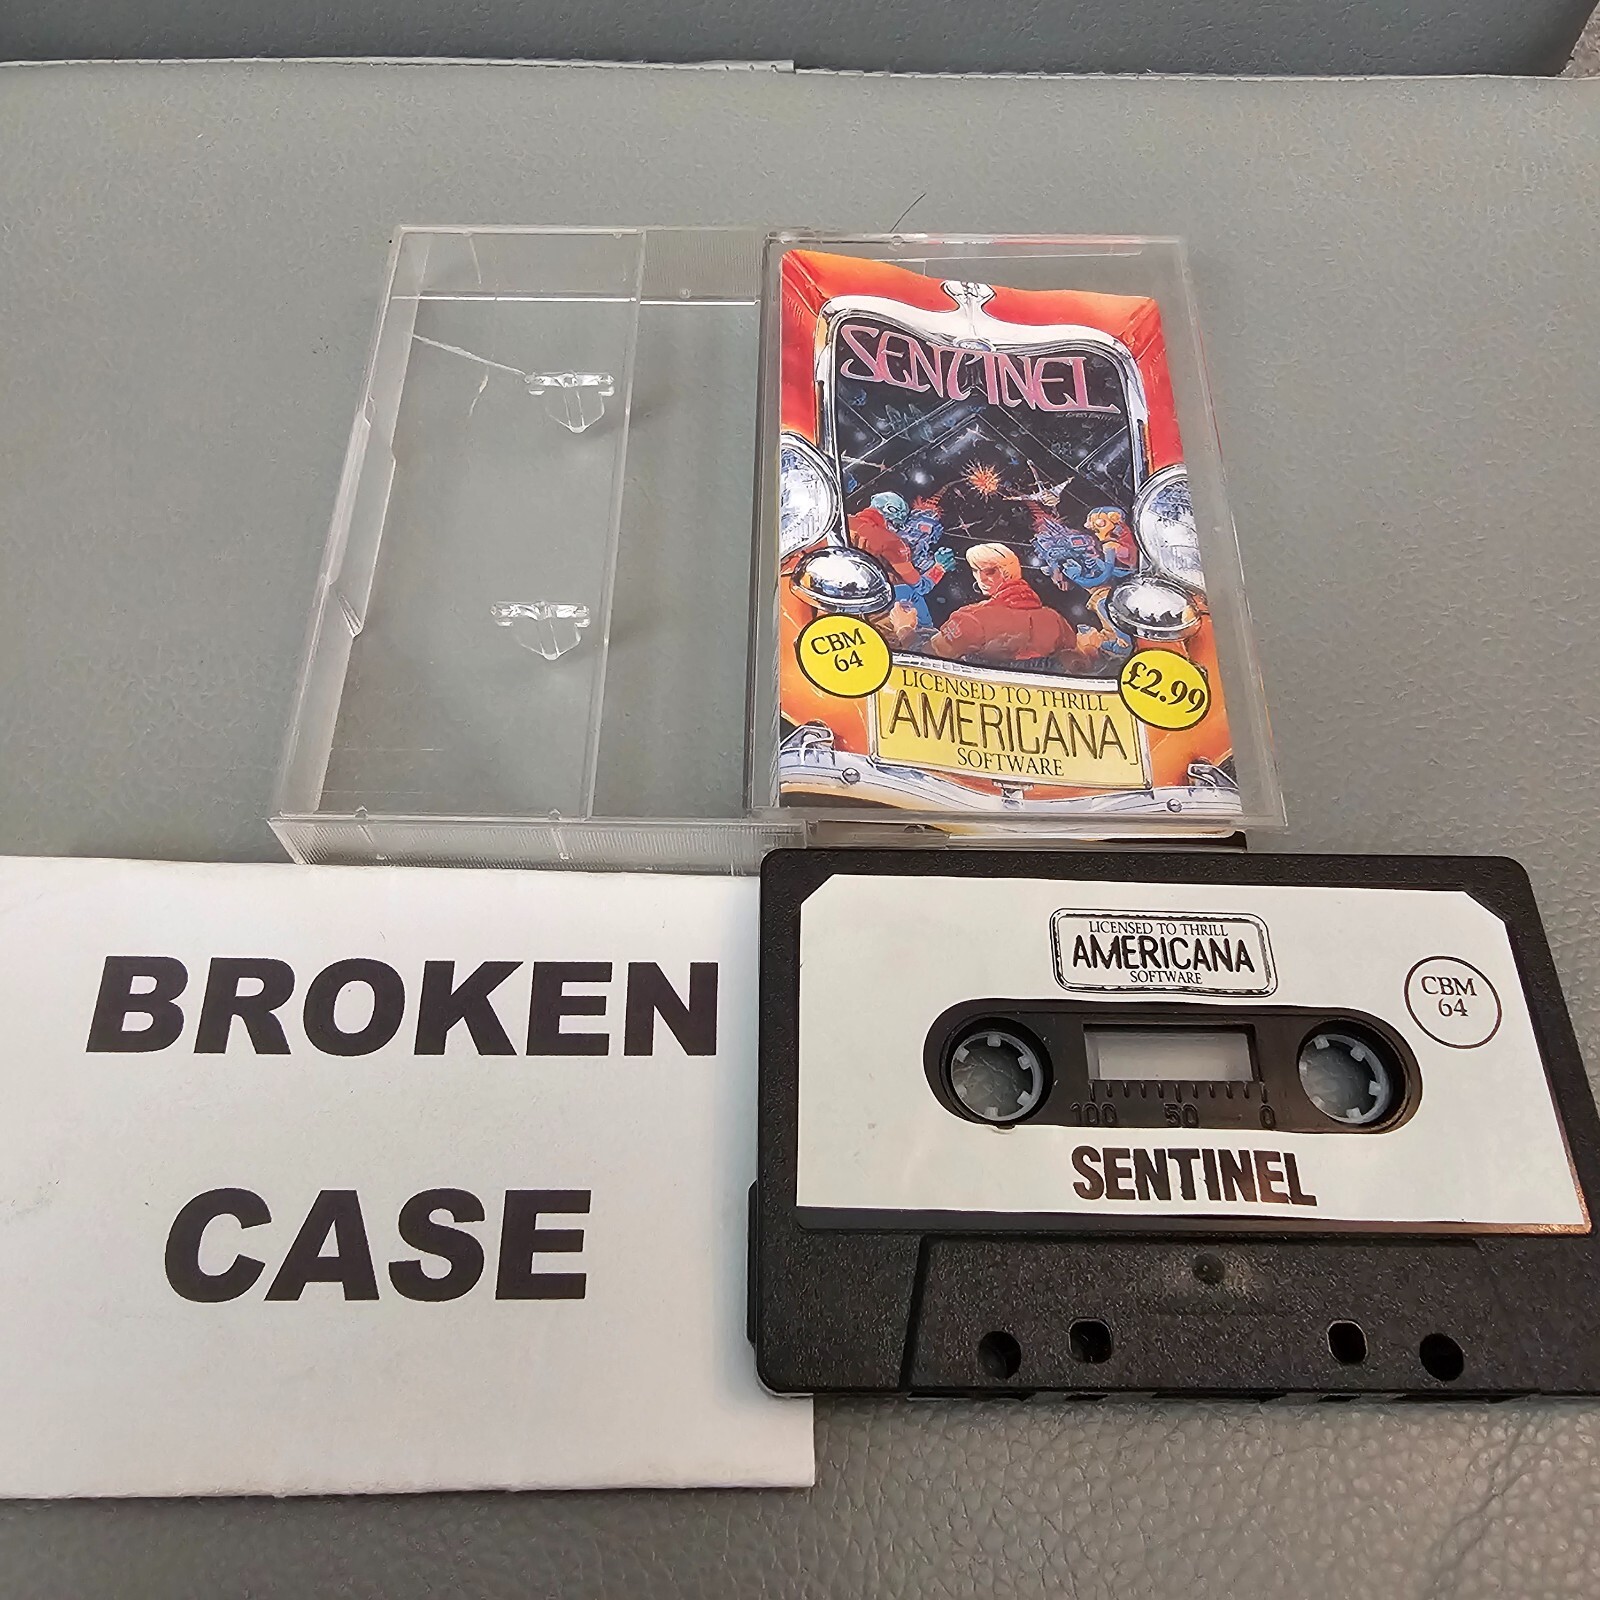 SENTINEL
CBM
64
£2.99
LICENSED TO THRILL
AMERICANA
SOFTWARE
BROKEN
CASE
LICENSED TO THRILL
AMERICANA
SOFTWARE
CBM
64
100 50 0
SENTINEL